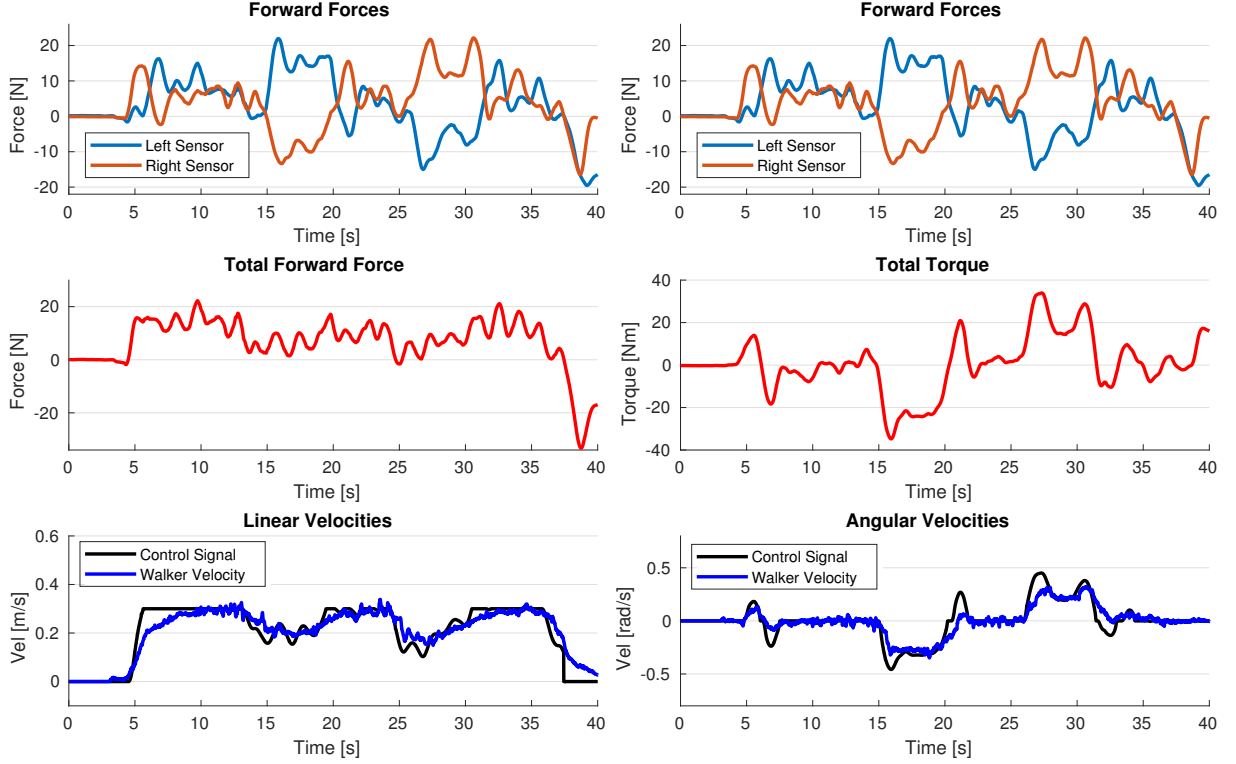 Forward Forces
Force [N]
20
10
0
-10
-20
Left Sensor
Right Sensor
0 5 10 15 20 25 30 35 40
Time [s]
Forward Forces
Force [N]
20
10
0
-10
-20
Left Sensor
Right Sensor
0 5 10 15 20 25 30 35 40
Time [s]
Total Forward Force
Force [N]
20
0
-20
0 5 10 15 20 25 30 35 40
Time [s]
Total Torque
Torque [Nm]
40
20
0
-20
-40
0 5 10 15 20 25 30 35 40
Time [s]
Linear Velocities
Vel [m/s]
0.6
0.4
0.2
0
Control Signal
Walker Velocity
0 5 10 15 20 25 30 35 40
Time [s]
Angular Velocities
Vel [rad/s]
0.5
0
-0.5
Control Signal
Walker Velocity
0 5 10 15 20 25 30 35 40
Time [s]